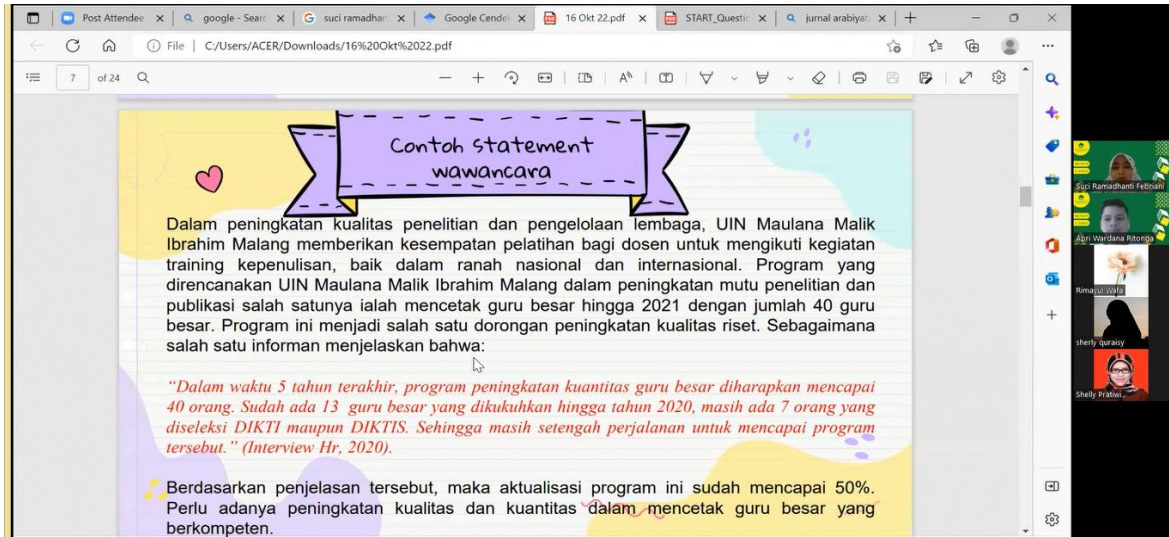 Post Attendee
google - Searc
suci ramadhan
Google Cendel
16 Okt 22.pdf
START_Questic
jurnal arabiyat
File | C:/Users/ACER/Downloads/16%20Okt%2022.pdf
7 of 24
Contoh statement
wawancara
Dalam peningkatan kualitas penelitian dan pengelolaan lembaga, UIN Maulana Malik
Ibrahim Malang memberikan kesempatan pelatihan bagi dosen untuk mengikuti kegiatan
training kepenulisan, baik dalam ranah nasional dan internasional. Program yang
direncanakan UIN Maulana Malik Ibrahim Malang dalam peningkatan mutu penelitian dan
publikasi salah satunya ialah mencetak guru besar hingga 2021 dengan jumlah 40 guru
besar. Program ini menjadi salah satu dorongan peningkatan kualitas riset. Sebagaimana
salah satu informan menjelaskan bahwa:
“Dalam waktu 5 tahun terakhir, program peningkatan kuantitas guru besar diharapkan mencapai
40 orang. Sudah ada 13 guru besar yang dikukuhkan hingga tahun 2020, masih ada 7 orang yang
diseleksi DIKTI maupun DIKTIS. Sehingga masih setengah perjalanan untuk mencapai program
tersebut.” (Interview Hr, 2020).
Berdasarkan penjelasan tersebut, maka aktualisasi program ini sudah mencapai 50%.
Perlu adanya peningkatan kualitas dan kuantitas dalam mencetak guru besar yang
berkompeten.
Suci Ramadhanti Febriani
Apri Wardana Ritonga
Rimayul Wafa
sherly quraisy
Shelly Pratiwi...